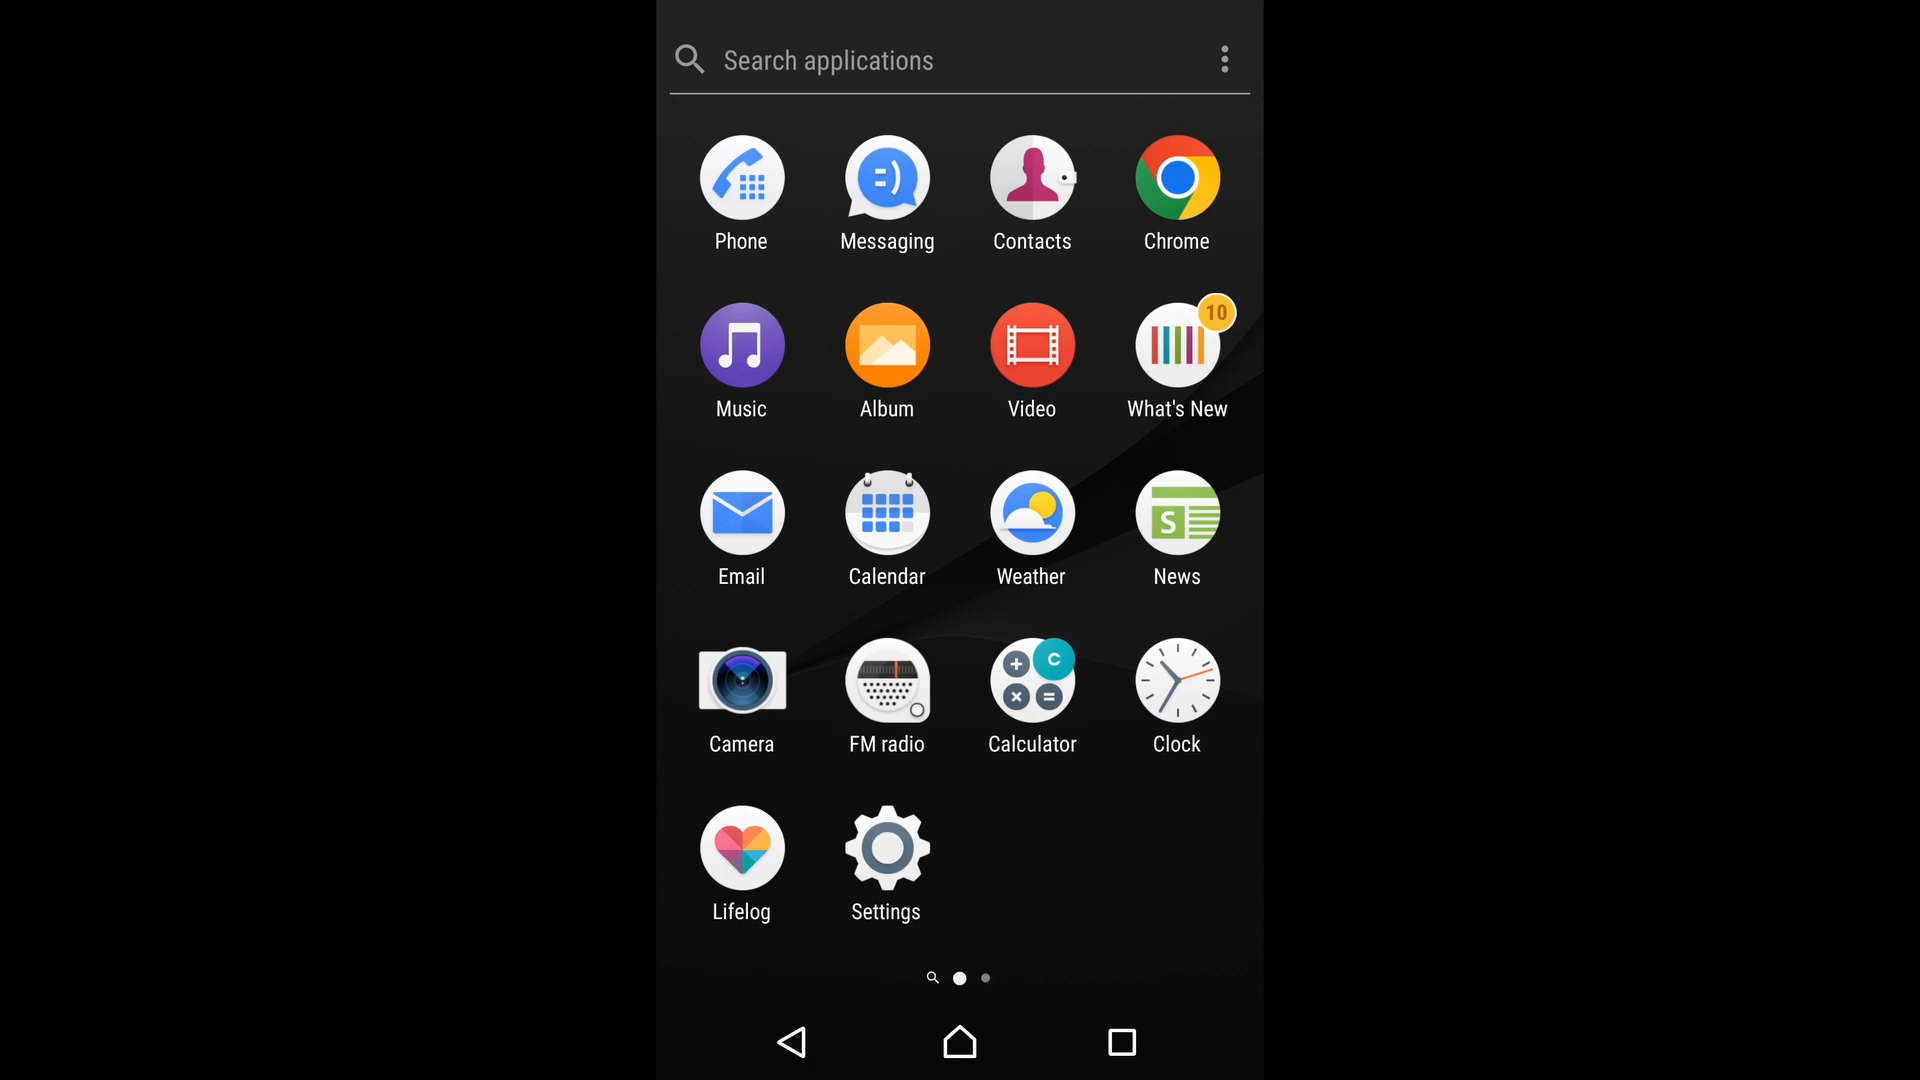 Search applications
Phone
Messaging
Contacts
Chrome
10
Music
Album
Video
What's New
S
Email
Calendar
Weather
News
C
Camera
FM radio
Calculator
Clock
Lifelog
Settings